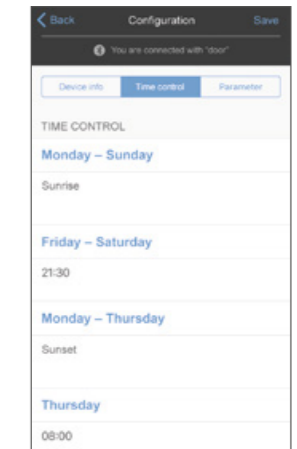 Back Configuration Save
You are connected with "door"
Device info Time control Parameter
TIME CONTROL
Monday – Sunday
Sunrise
Friday – Saturday
21:30
Monday – Thursday
Sunset
Thursday
08:00